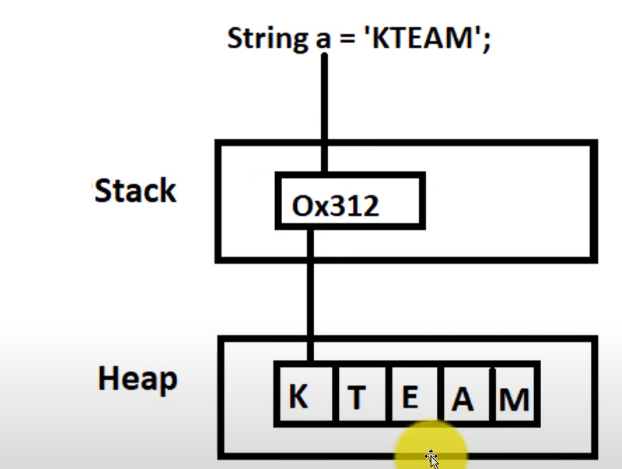 String a = 'KTEAM';
Stack
Ox312
Heap
K T E A M